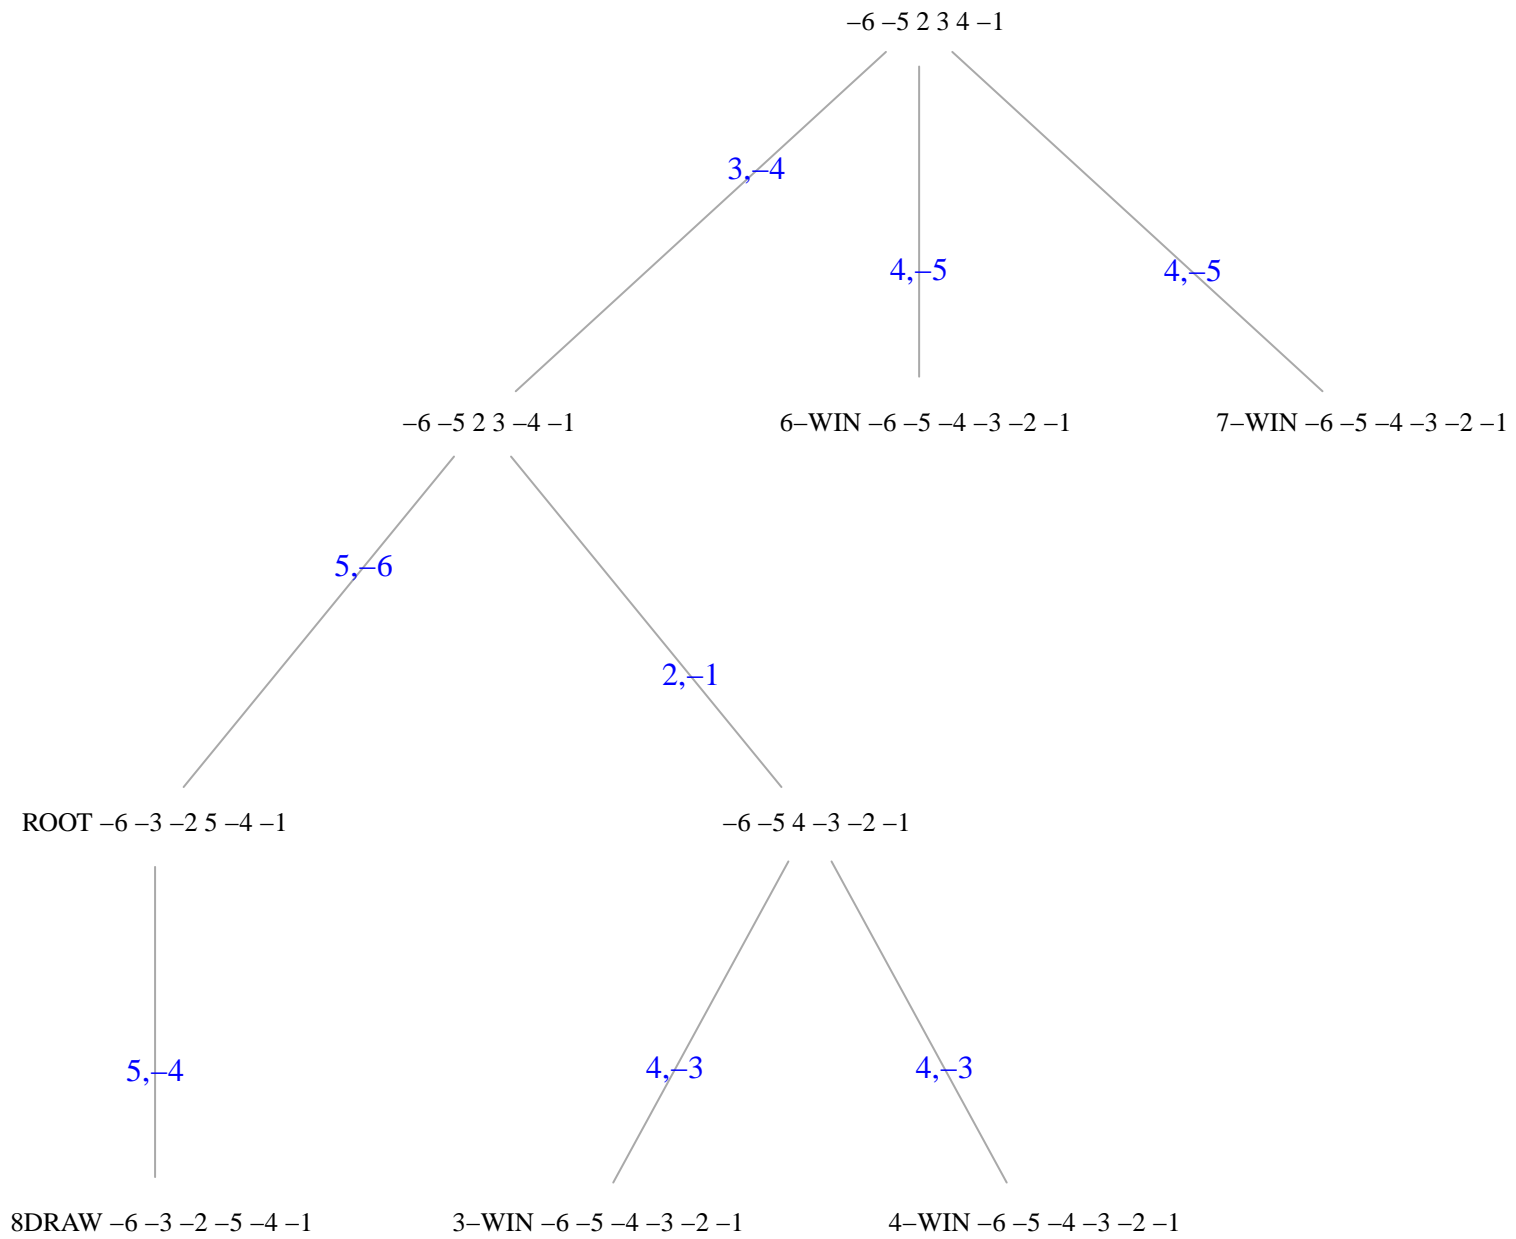 –6 –5 2 3 4 –1
3,–4
4,–5
4,–5
–6 –5 2 3 –4 –1
6–WIN –6 –5 –4 –3 –2 –1
7–WIN –6 –5 –4 –3 –2 –1
5,–6
2,–1
ROOT –6 –3 –2 5 –4 –1
–6 –5 4 –3 –2 –1
5,–4
4,–3
4,–3
8DRAW –6 –3 –2 –5 –4 –1
3–WIN –6 –5 –4 –3 –2 –1
4–WIN –6 –5 –4 –3 –2 –1